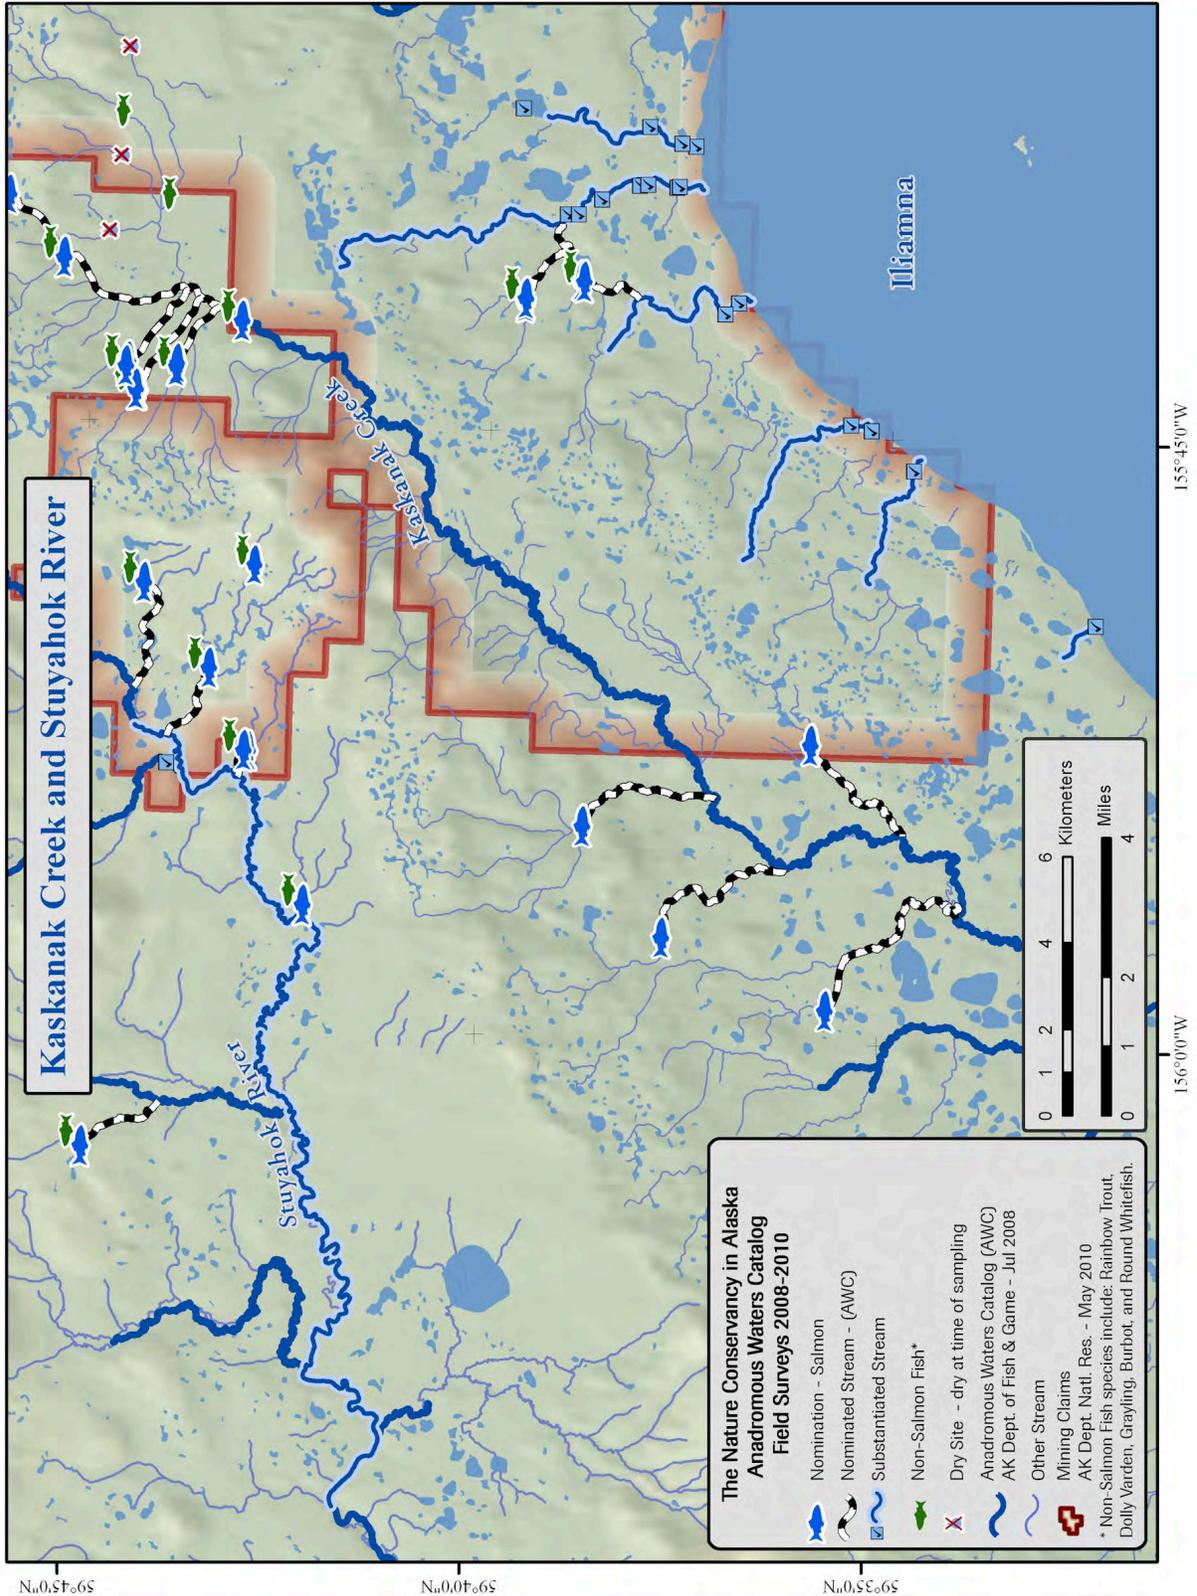 Kaskanak Creek and Stuyahok River
Stuyahok River
Kaskanak Creek
Iliamna
The Nature Conservancy in Alaska
Anadromous Waters Catalog
Field Surveys 2008-2010
Nomination - Salmon
Nominated Stream - (AWC)
Substantiated Stream
Non-Salmon Fish*
Dry Site - dry at time of sampling
Anadromous Waters Catalog (AWC)
AK Dept. of Fish & Game - Jul 2008
Other Stream
Mining Claims
AK Dept. Natl. Res. - May 2010
* Non-Salmon Fish species include: Rainbow Trout,
Dolly Varden, Grayling, Burbot, and Round Whitefish.
0 1 2 4 6
Kilometers
Miles
0 1 2 4
59°45'0"N
59°40'0"N
59°35'0"N
156°0'0"W
155°45'0"W